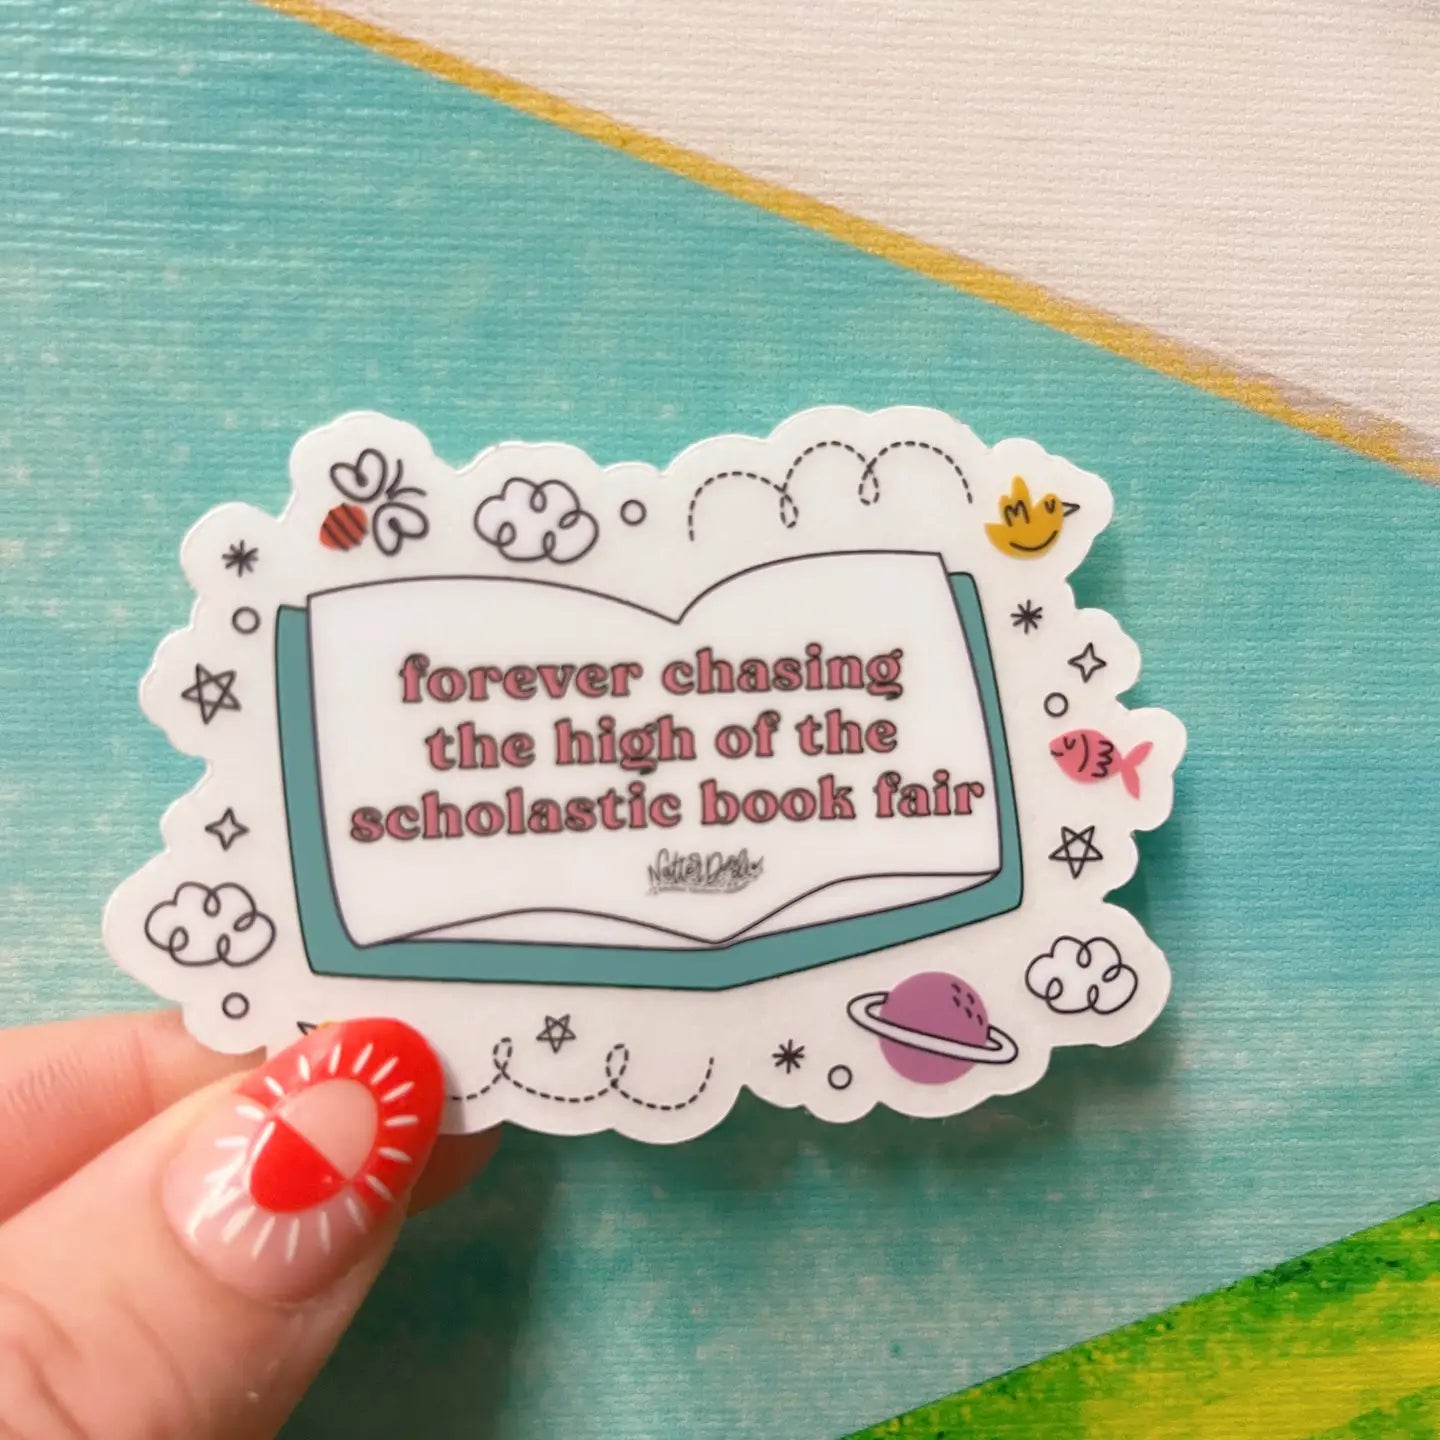 forever chasing
the high of the
scholastic book fair